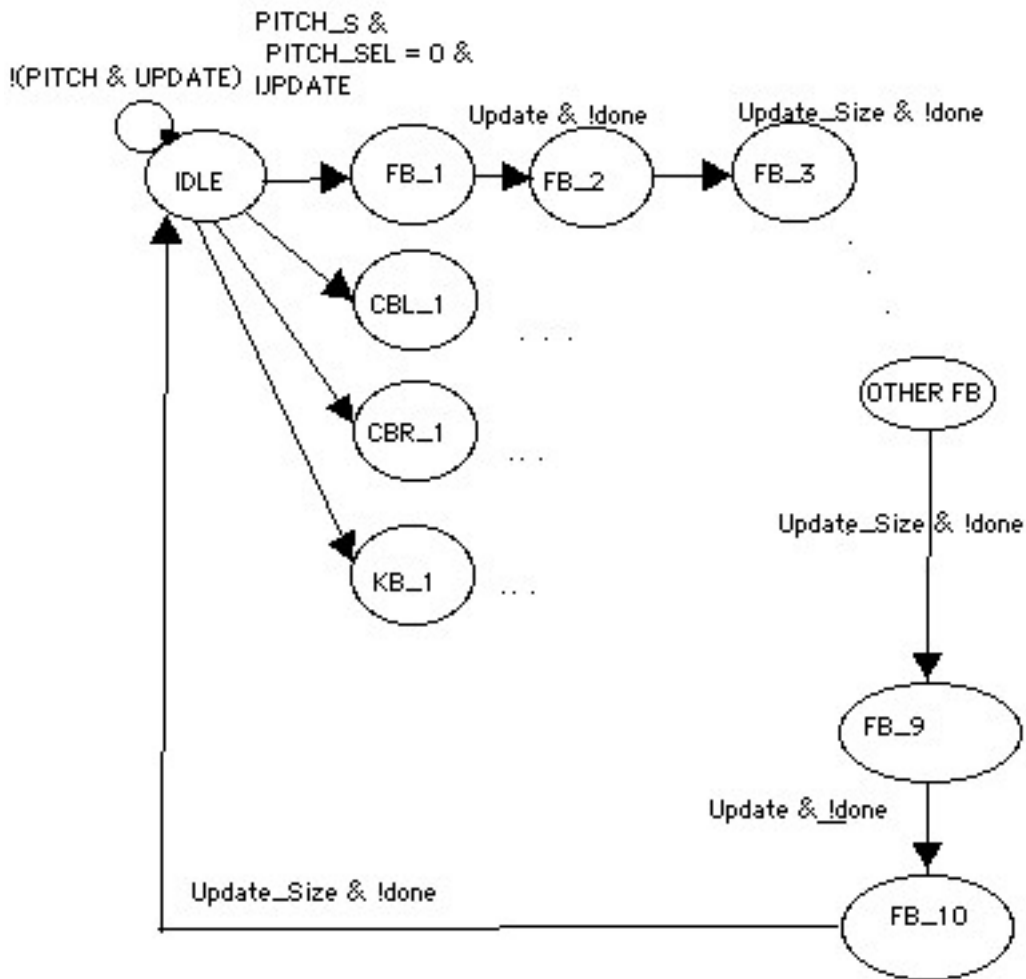 PITCH_S &
PITCH_SEL = 0 &
UPDATE
!(PITCH & UPDATE)
Update & !done
Update_Size & !done
IDLE
FB_1
FB_2
FB_3
CBL_1
. . .
OTHER FB
CBR_1
. . .
Update_Size & !done
KB_1
. . .
FB_9
Update & !done
Update_Size & !done
FB_10